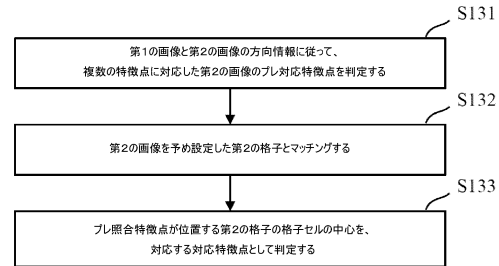 S131
第1の画像と第2の画像の方向情報に従って、
複数の特徴点に対応した第2の画像のプレ対応特徴点を判定する
S132
第2の画像を予め設定した第2の格子とマッチングする
S133
プレ照合特徴点が位置する第2の格子の格子セルの中心を、
対応する対応特徴点として判定する